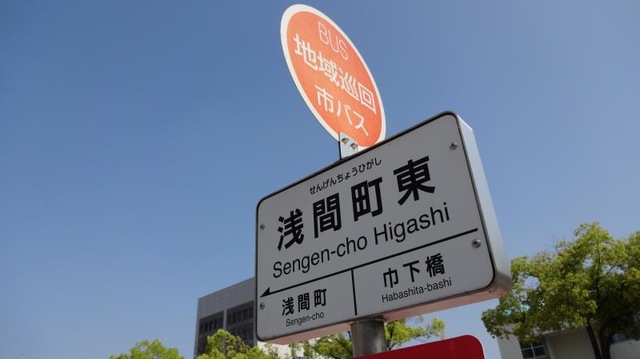 BUS
地域巡回
市バス
せんげんちょうひがし
浅間町東
Sengen-cho Higashi
浅間町
Sengen-cho
巾下橋
Habashita-bashi